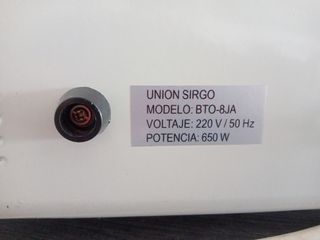 UNION SIRGO
MODELO: BTO-8JA
VOLTAJE: 220 V / 50 Hz
POTENCIA: 650 W